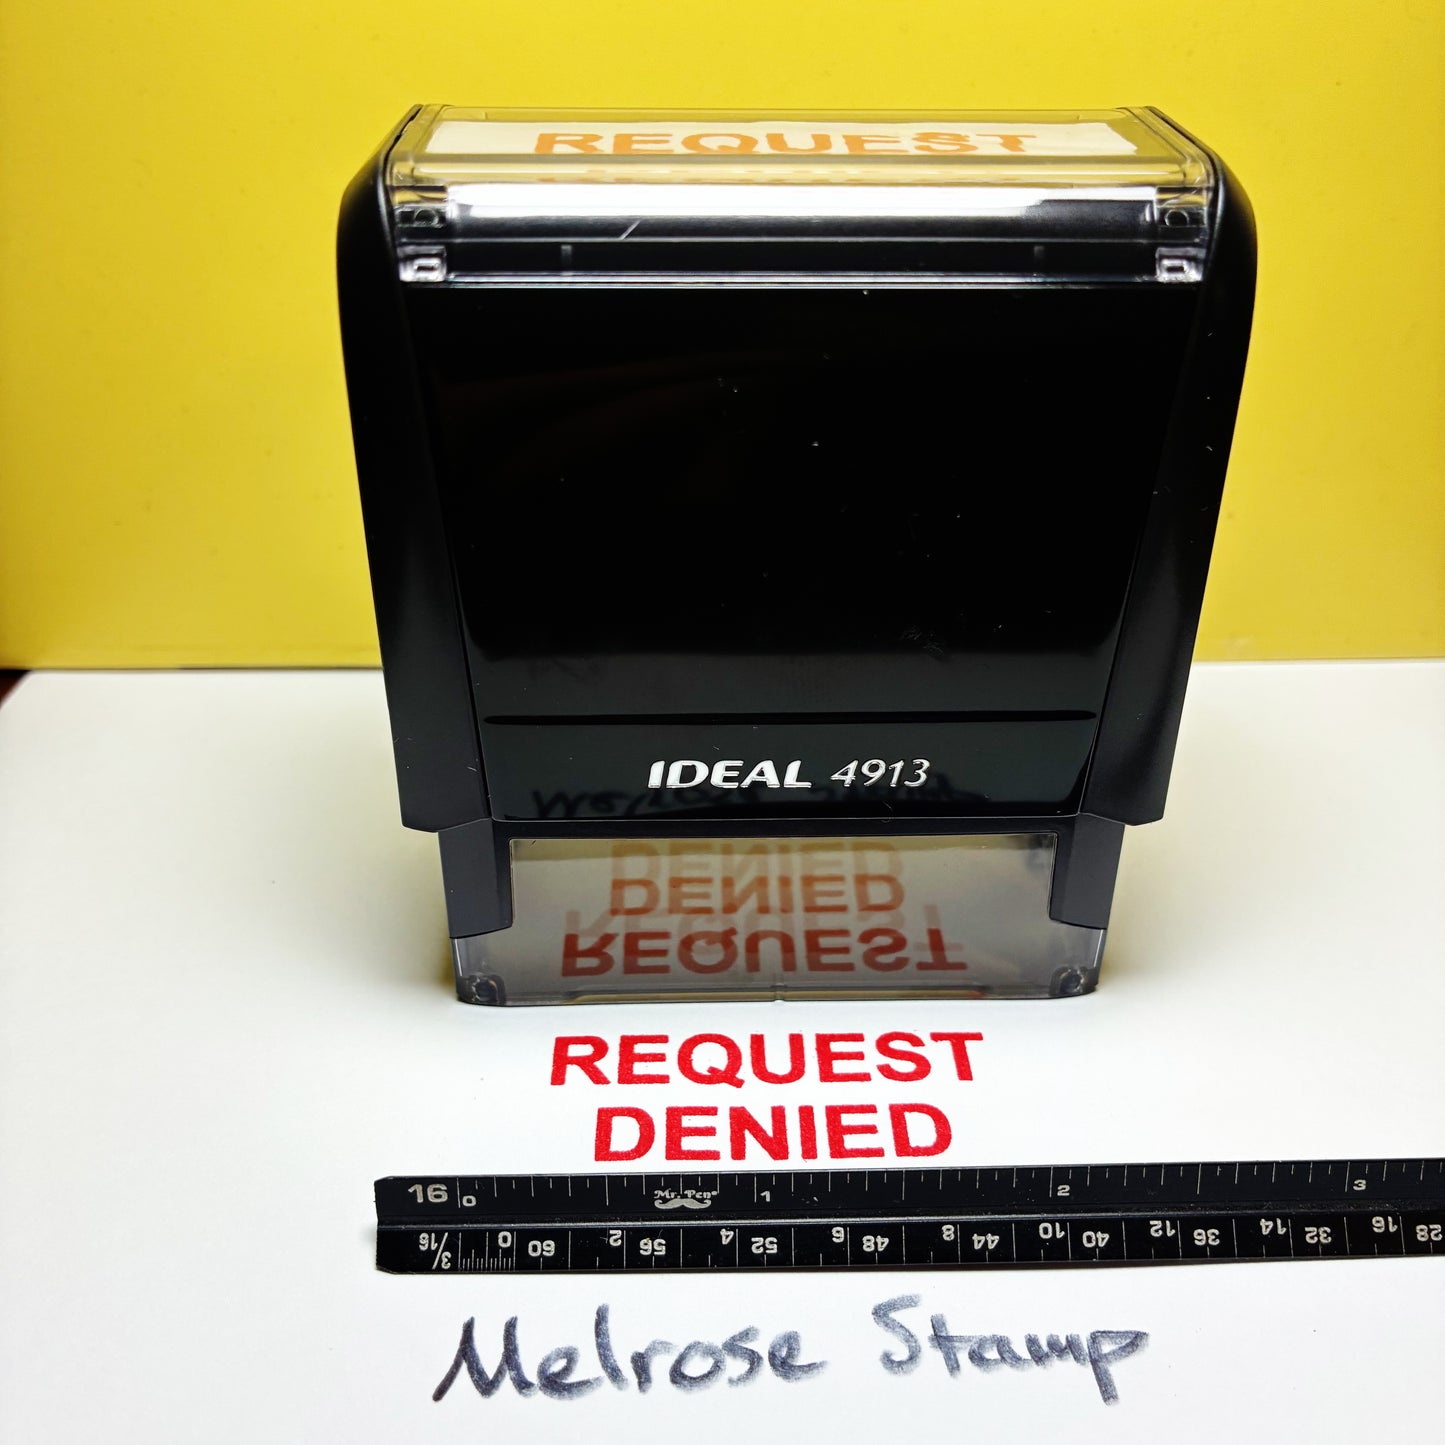 REQUEST
IDEAL 4913
DENIED
REQUEST
REQUEST
DENIED
16 0 Mr. Pen® 1 2 3
3/16 0 60 2 56 4 52 6 48 8 44 10 40 12 36 14 32 16 28
Melrose Stamp